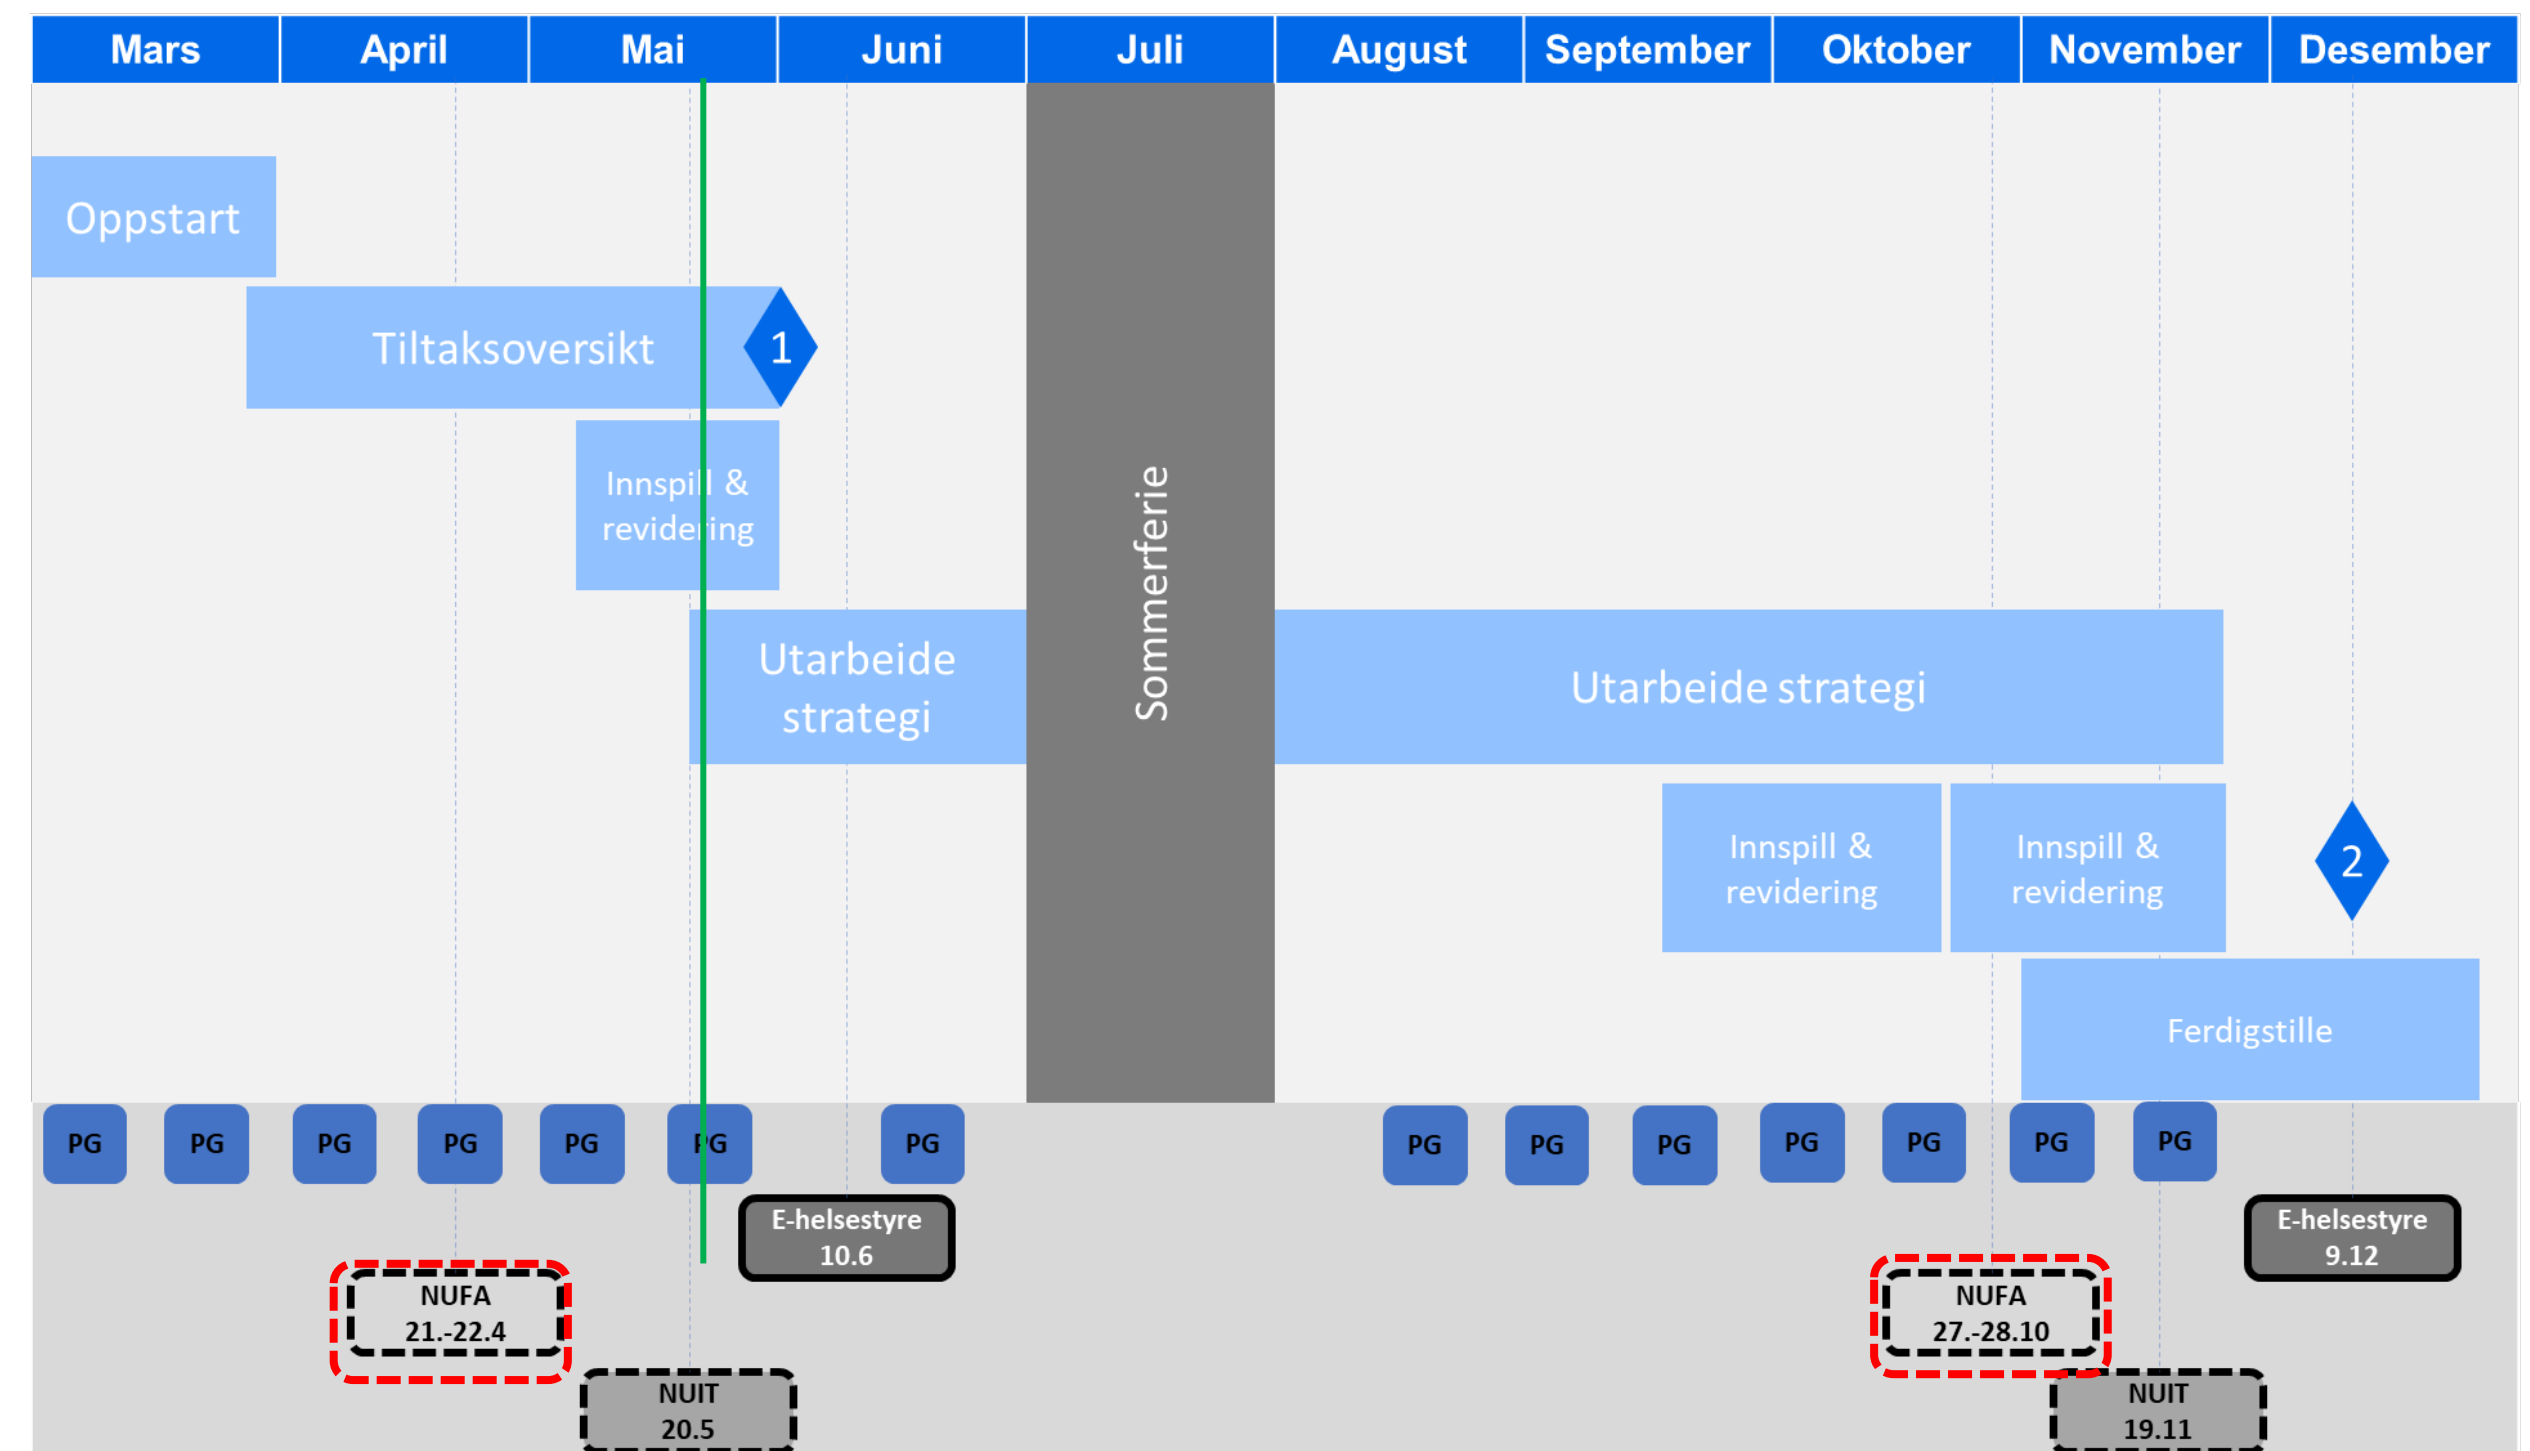 Mars April Mai Juni Juli August September Oktober November Desember
Oppstart
Tiltaksoversikt
1
Innspill &
revidering
Utarbeide
strategi
Sommerferie
Utarbeide strategi
Innspill &
revidering
Innspill &
revidering
2
Ferdigstille
PG PG PG PG PG PG PG PG PG PG PG PG PG PG
E-helsestyre
10.6
E-helsestyre
9.12
NUFA
21.-22.4
NUFA
27.-28.10
NUIT
20.5
NUIT
19.11